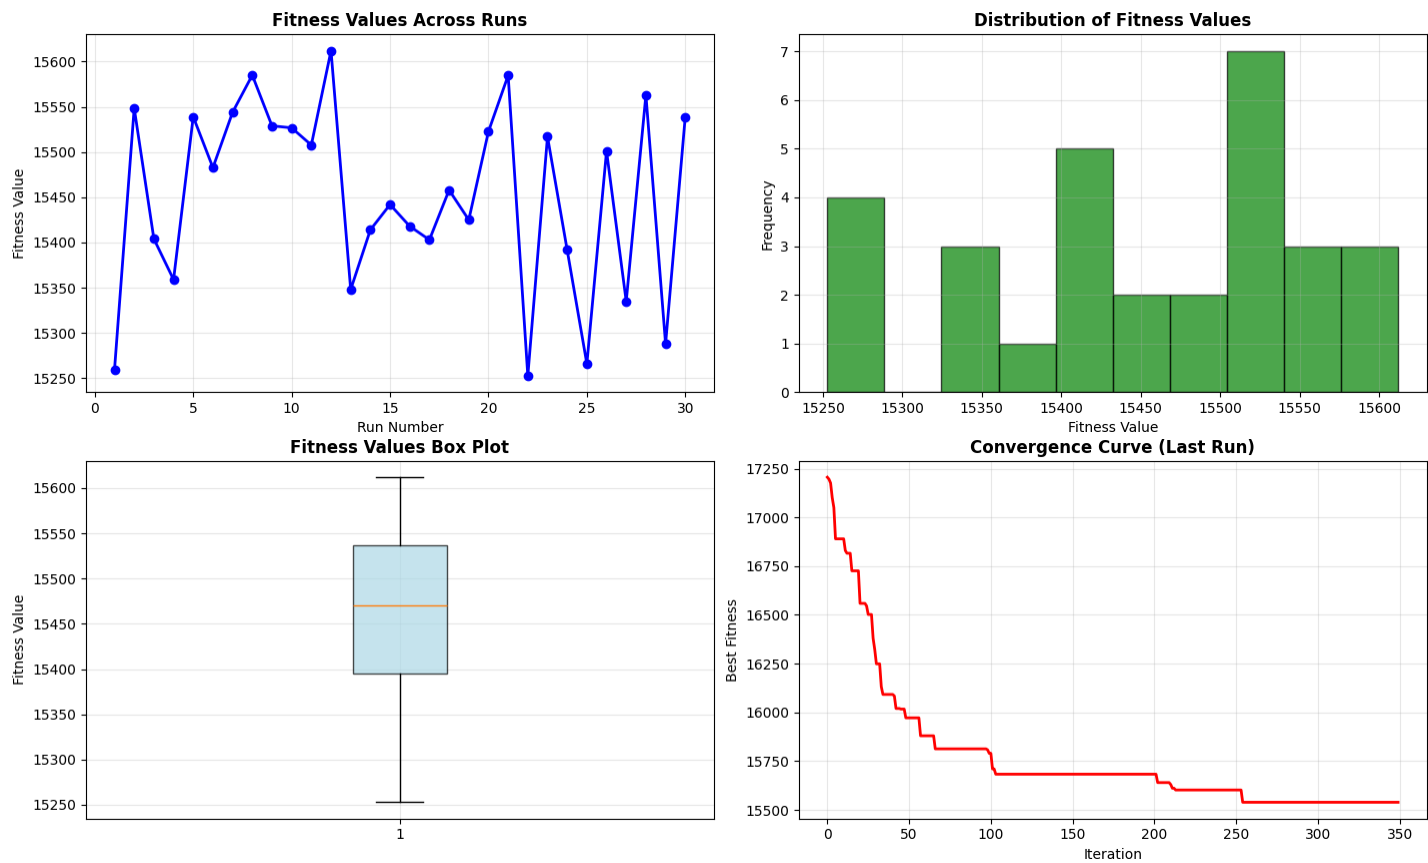 Fitness Values Across Runs
Fitness Value
15600
15550
15500
15450
15400
15350
15300
15250
0 5 10 15 20 25 30
Run Number
Distribution of Fitness Values
Frequency
7
6
5
4
3
2
1
0
15250 15300 15350 15400 15450 15500 15550 15600
Fitness Value
Fitness Values Box Plot
Fitness Value
15600
15550
15500
15450
15400
15350
15300
15250
1
Convergence Curve (Last Run)
Best Fitness
17250
17000
16750
16500
16250
16000
15750
15500
0 50 100 150 200 250 300 350
Iteration